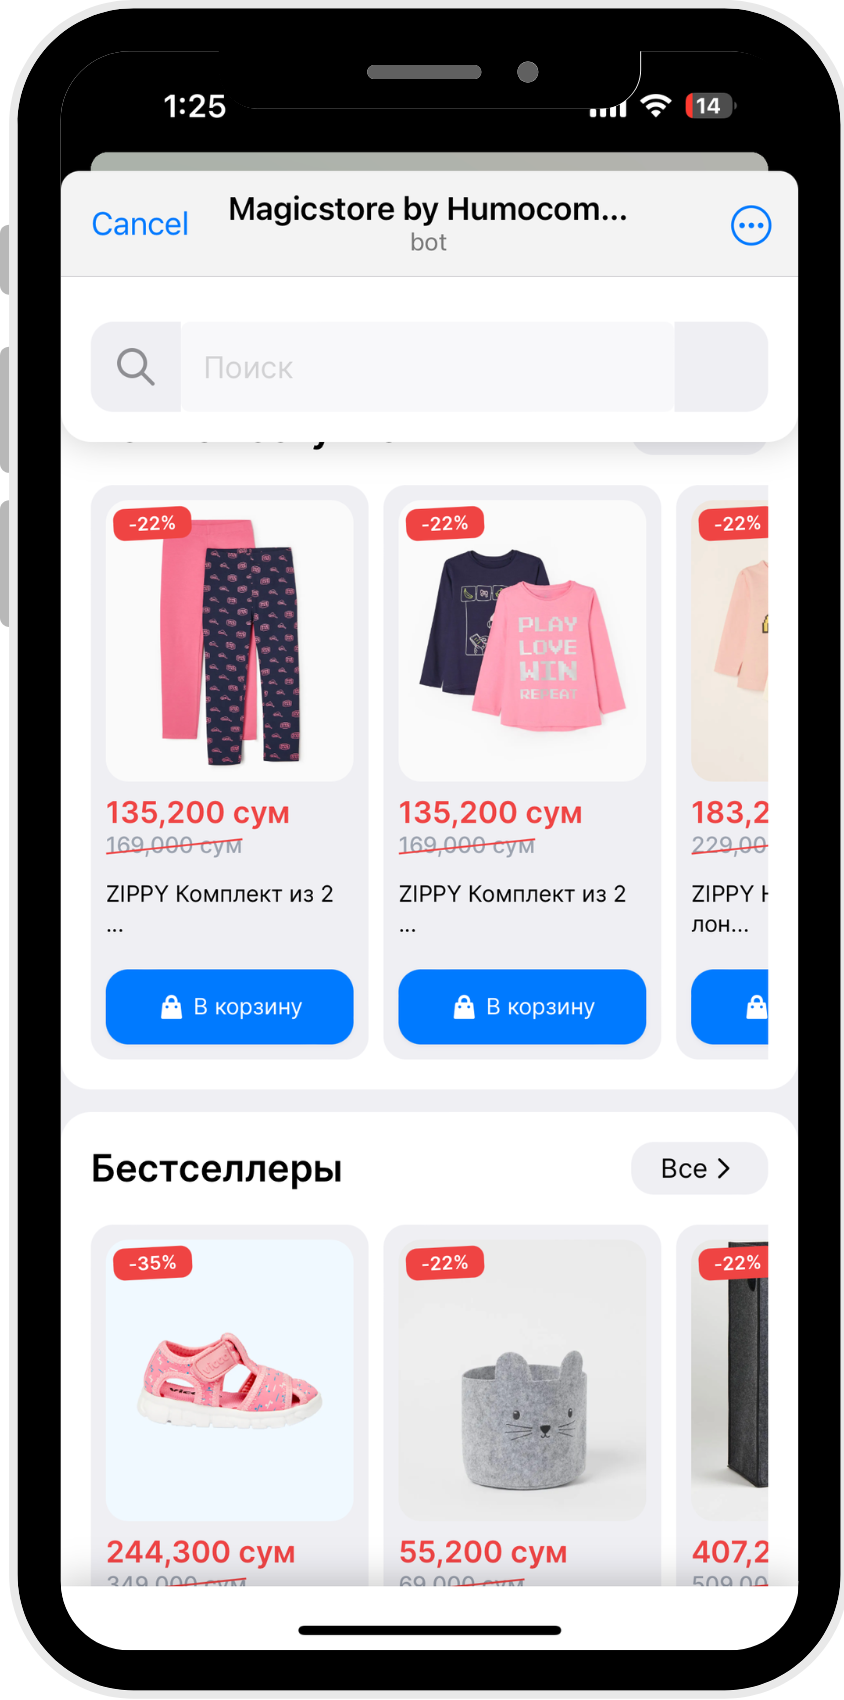 1:25
14
Cancel
Magicstore by Humocom...
bot
Поиск
-22%
-22%
-22%
PLAY
LOVE
WIN
REPEAT
135,200 сум
135,200 сум
183,2
169,000 сум
169,000 сум
229,00
ZIPPY Комплект из 2
...
ZIPPY Комплект из 2
...
ZIPPY
лон...
В корзину
В корзину
Бестселлеры
Все
-35%
-22%
-22%
244,300 сум
55,200 сум
407,2
349,000 сум
69,000 сум
509,00